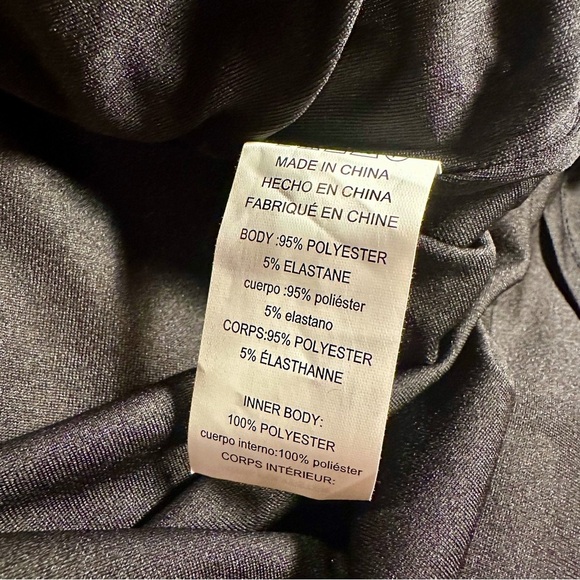 MADE IN CHINA
HECHO EN CHINA
FABRIQUÉ EN CHINE
BODY :95% POLYESTER
5% ELASTANE
cuerpo :95% poliéster
5% elastano
CORPS:95% POLYESTER
5% ÉLASTHANNE
INNER BODY:
100% POLYESTER
cuerpo interno:100% poliéster
CORPS INTÉRIEUR: